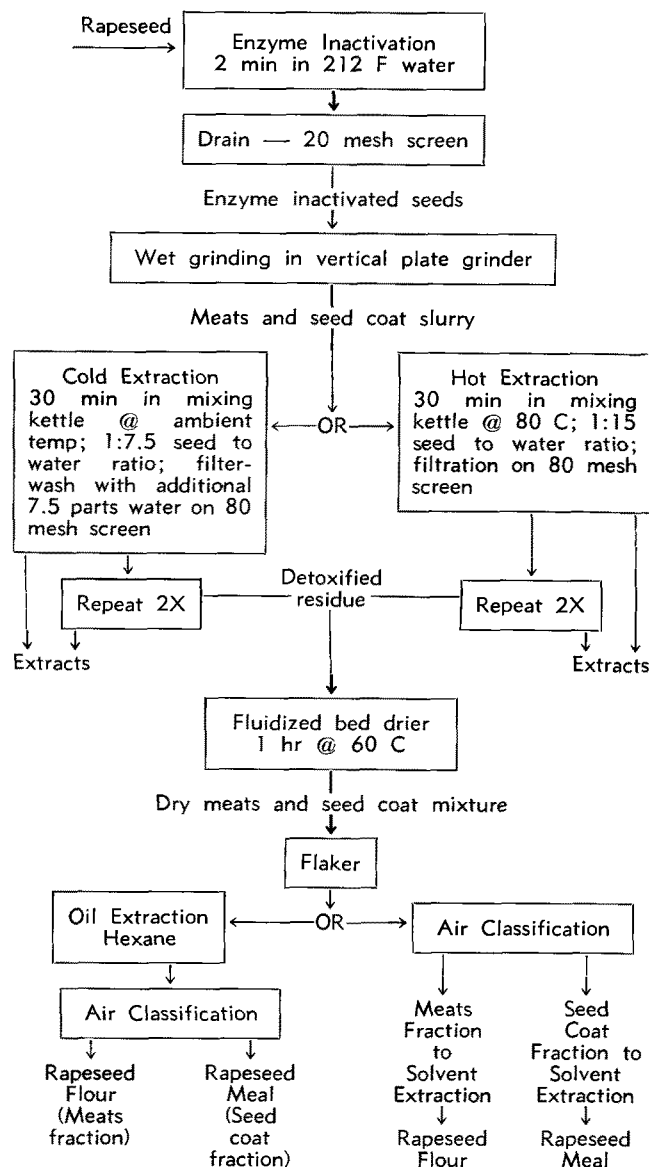 Rapeseed
Enzyme Inactivation
2 min in 212 F water
Drain — 20 mesh screen
Enzyme inactivated seeds
Wet grinding in vertical plate grinder
Meats and seed coat slurry
Cold Extraction
30 min in mixing
kettle @ ambient
temp; 1:7.5 seed to
water ratio; filter-
wash with additional
7.5 parts water on 80
mesh screen
OR
Hot Extraction
30 min in mixing
kettle @ 80 C; 1:15
seed to water ratio;
filtration on 80 mesh
screen
Repeat 2X
Detoxified
residue
Repeat 2X
Extracts
Extracts
Fluidized bed drier
1 hr @ 60 C
Dry meats and seed coat mixture
Flaker
Oil Extraction
Hexane
OR
Air Classification
Air Classification
Rapeseed
Flour
(Meats
fraction)
Rapeseed
Meal
(Seed
coat
fraction)
Meats
Fraction
to
Solvent
Extraction
Rapeseed
Flour
Seed
Coat
Fraction to
Solvent
Extraction
Rapeseed
Meal